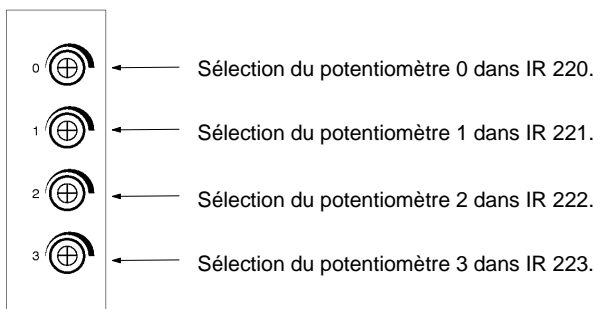 0 Sélection du potentiomètre 0 dans IR 220.
1 Sélection du potentiomètre 1 dans IR 221.
2 Sélection du potentiomètre 2 dans IR 222.
3 Sélection du potentiomètre 3 dans IR 223.